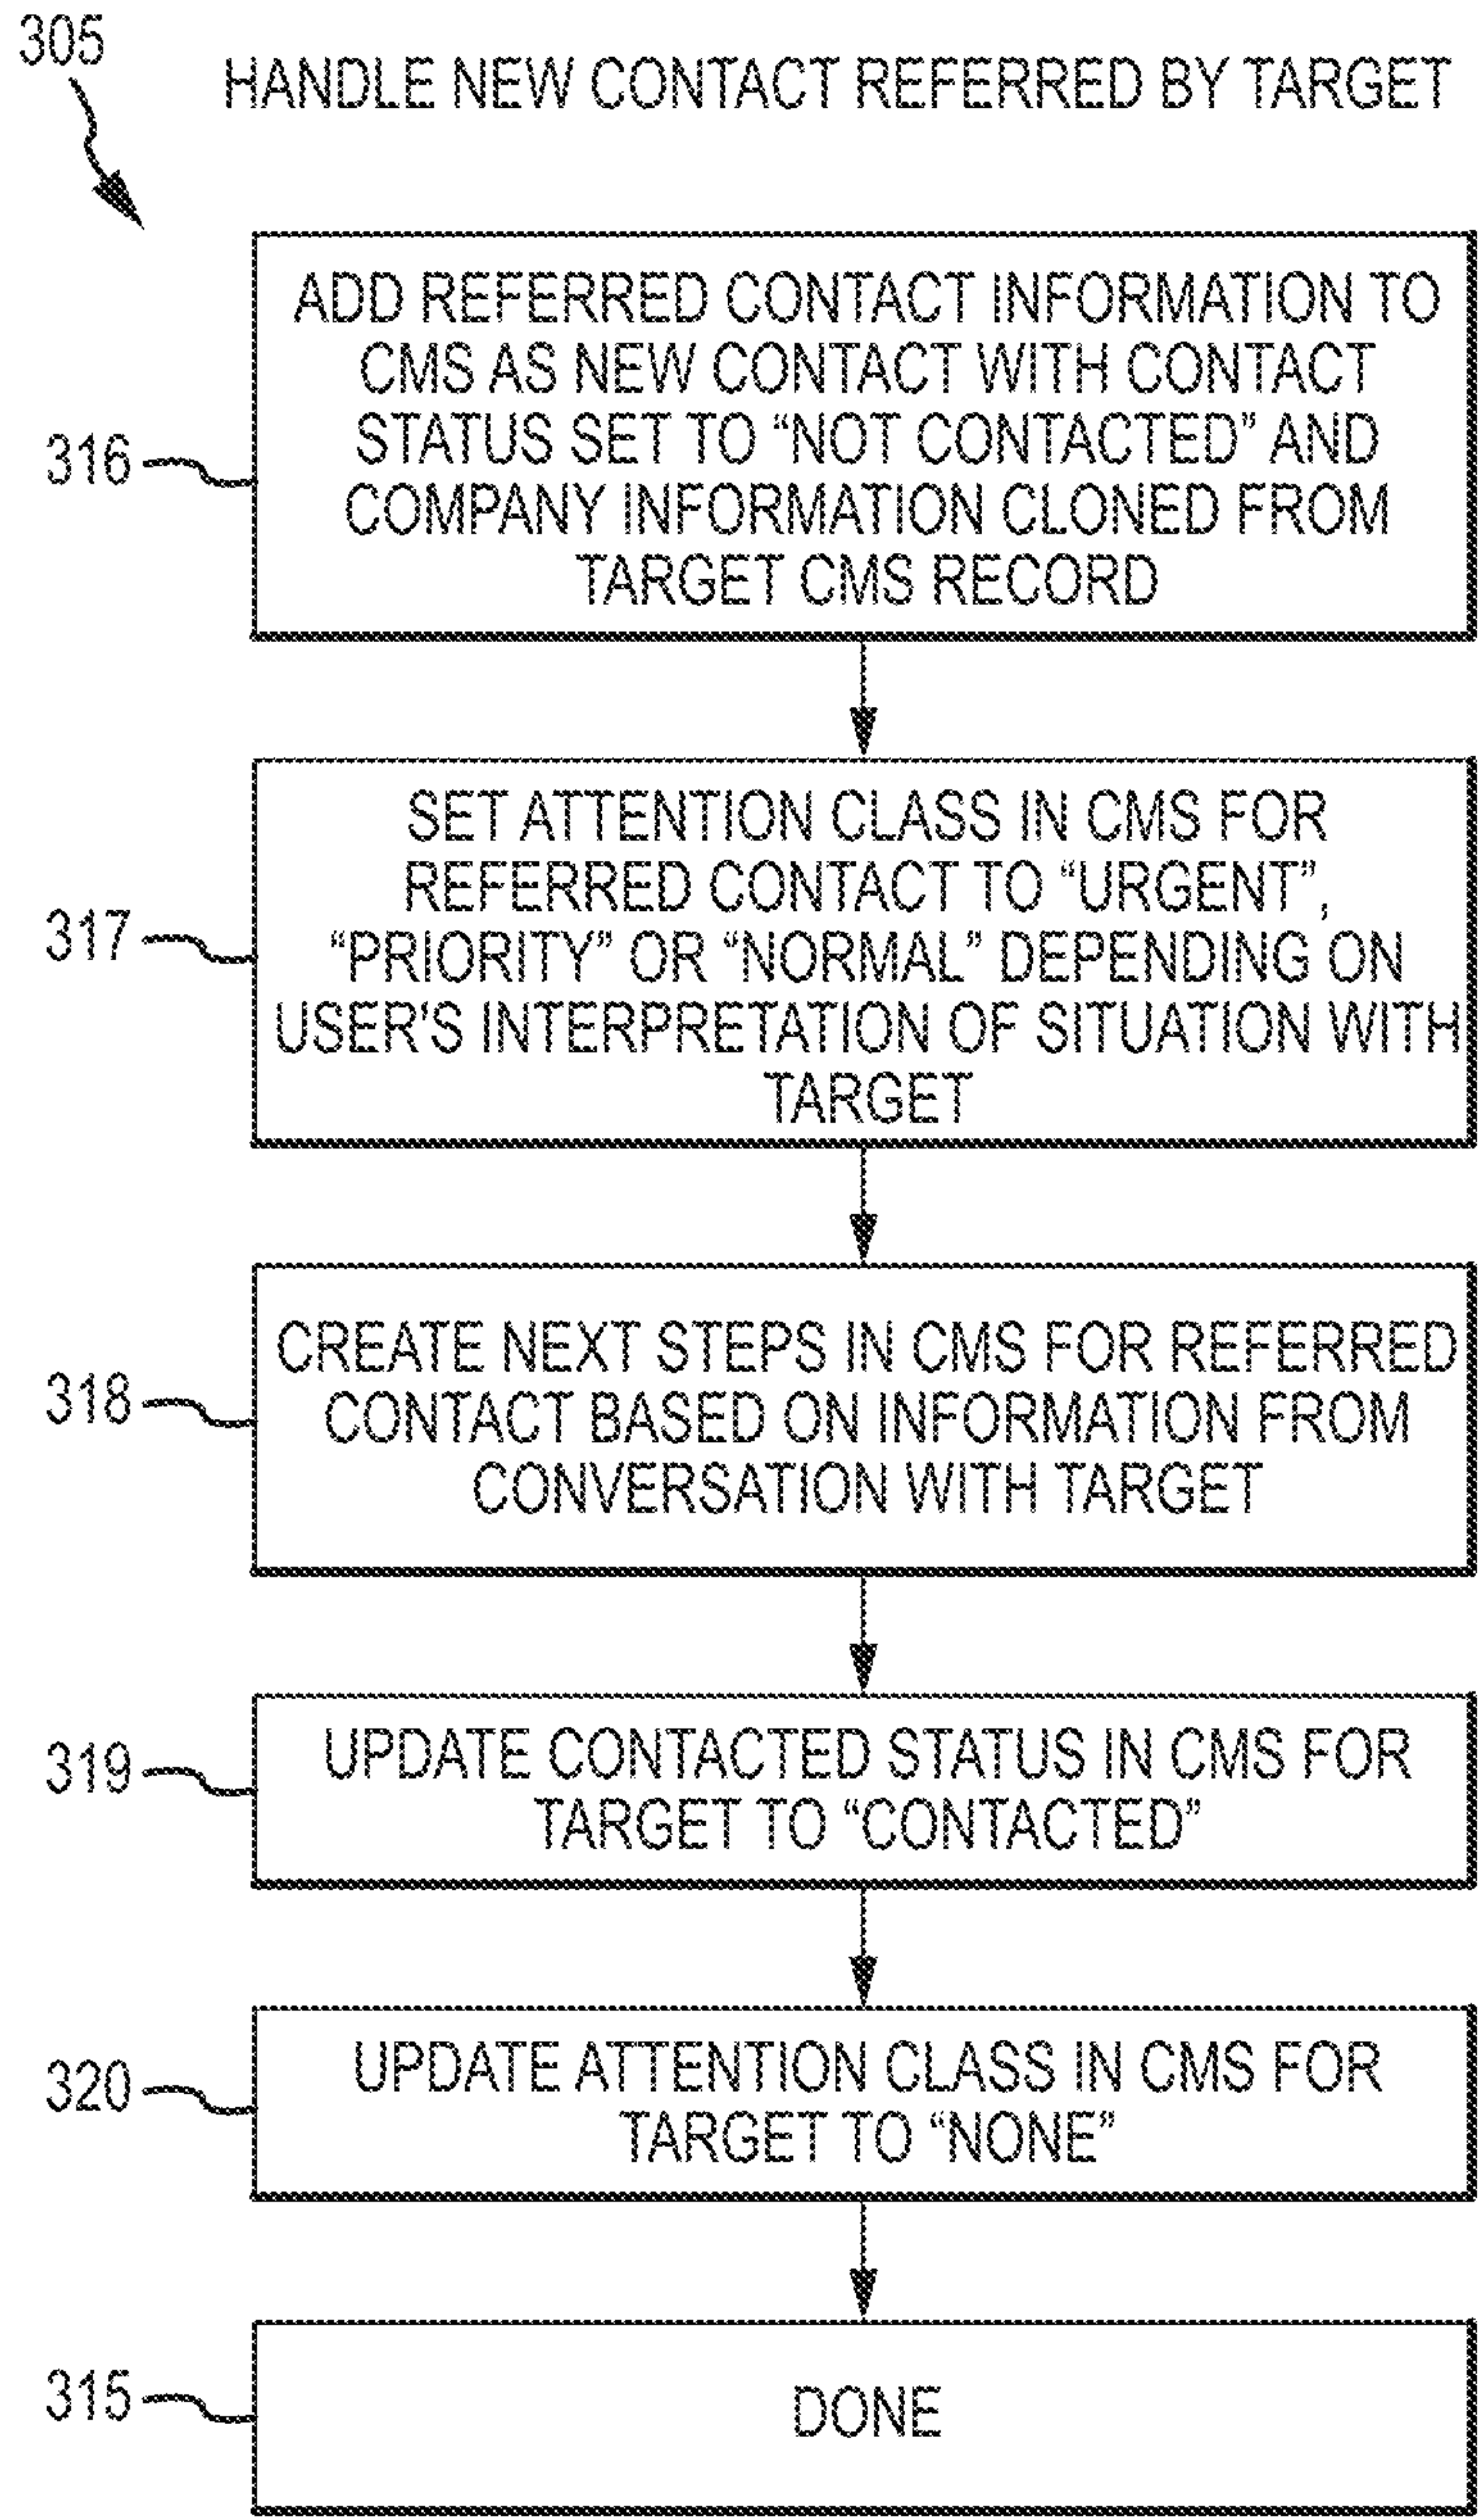 305
HANDLE NEW CONTACT REFERRED BY TARGET
ADD REFERRED CONTACT INFORMATION TO
CMS AS NEW CONTACT WITH CONTACT
STATUS SET TO “NOT CONTACTED” AND
316
COMPANY INFORMATION CLONED FROM
TARGET CMS RECORD
SET ATTENTION CLASS IN CMS FOR
REFERRED CONTACT TO “URGENT”,
317
“PRIORITY” OR “NORMAL” DEPENDING ON
USER'S INTERPRETATION OF SITUATION WITH
TARGET
CREATE NEXT STEPS IN CMS FOR REFERRED
318
CONTACT BASED ON INFORMATION FROM
CONVERSATION WITH TARGET
UPDATE CONTACTED STATUS IN CMS FOR
319
TARGET TO “CONTACTED”
UPDATE ATTENTION CLASS IN CMS FOR
320
TARGET TO “NONE”
315
DONE